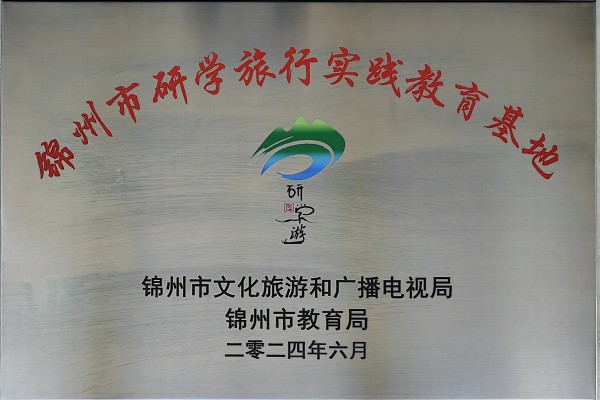 锦州市研学旅行实践教育基地
研学游
锦州市文化旅游和广播电视局
锦州市教育局
二零二四年六月